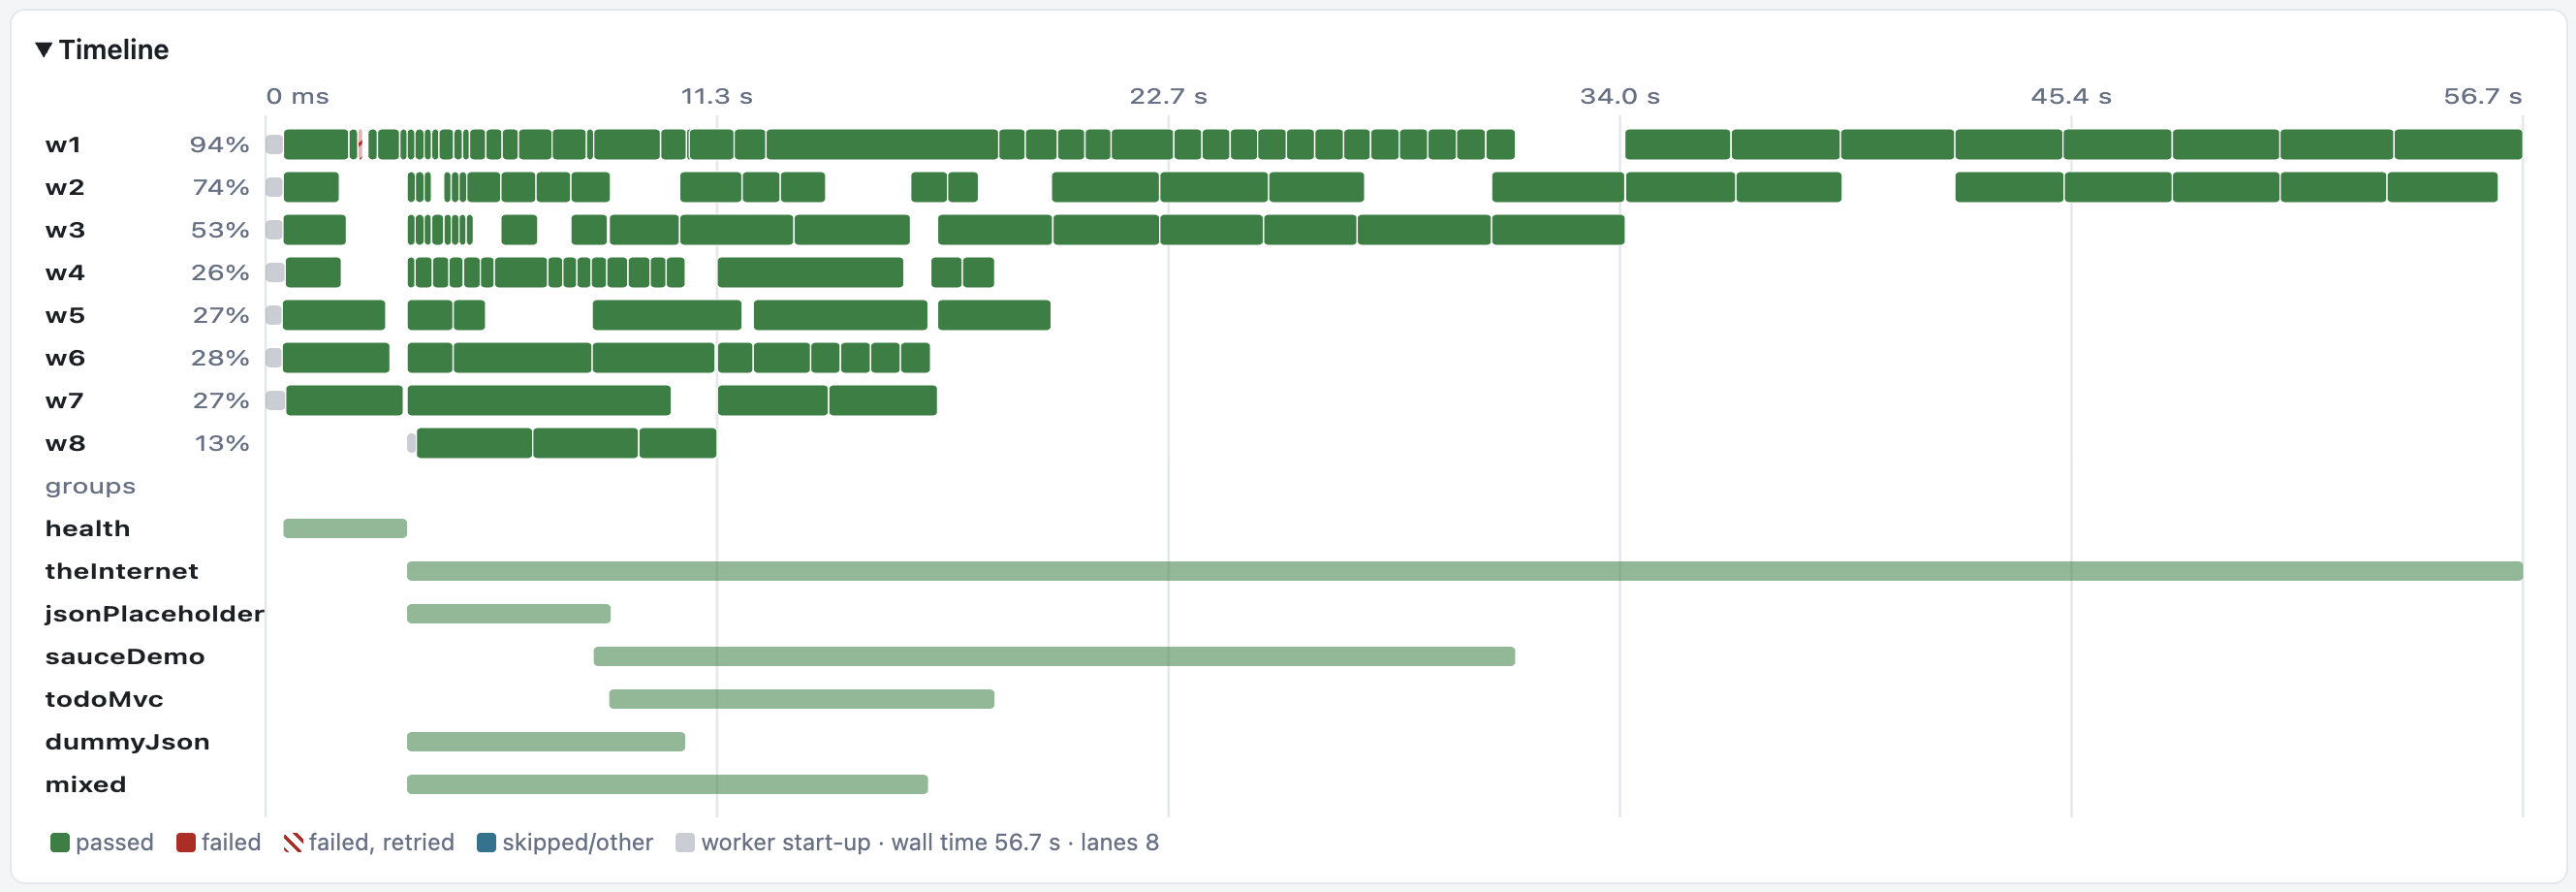 ▼ Timeline
0 ms 11.3 s 22.7 s 34.0 s 45.4 s 56.7 s
w1 94%
w2 74%
w3 53%
w4 26%
w5 27%
w6 28%
w7 27%
w8 13%
groups
health
theInternet
jsonPlaceholder
sauceDemo
todoMvc
dummyJson
mixed
passed failed failed, retried skipped/other worker start-up · wall time 56.7 s · lanes 8